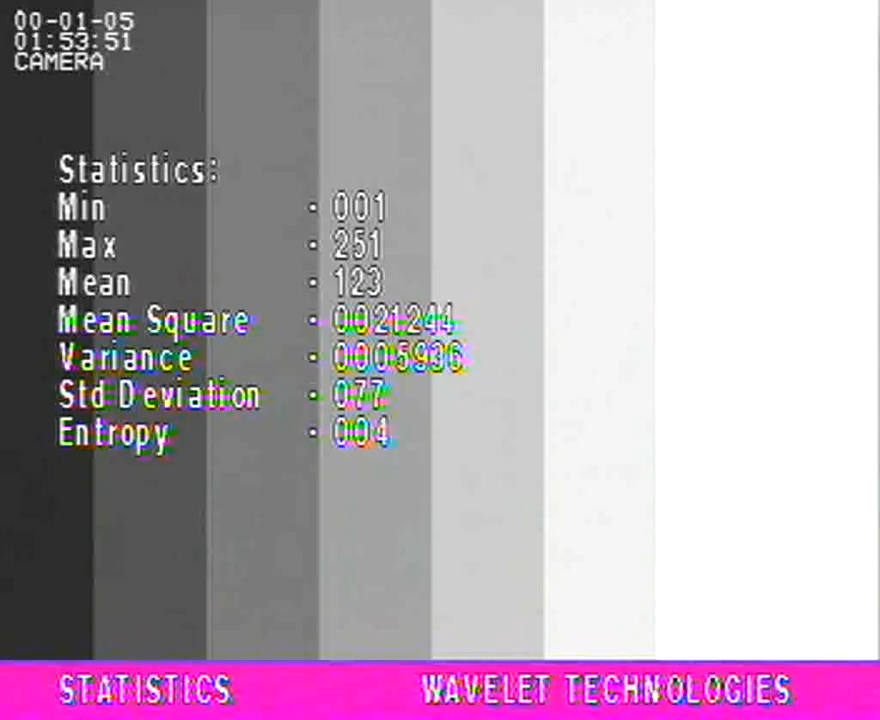 00-01-05
01:53:51
CAMERA
Statistics:
Min : 001
Max : 251
Mean : 123
Mean Square : 0021244
Variance : 0005936
Std Deviation : 077
Entropy : 004
STATISTICS WAVELET TECHNOLOGIES